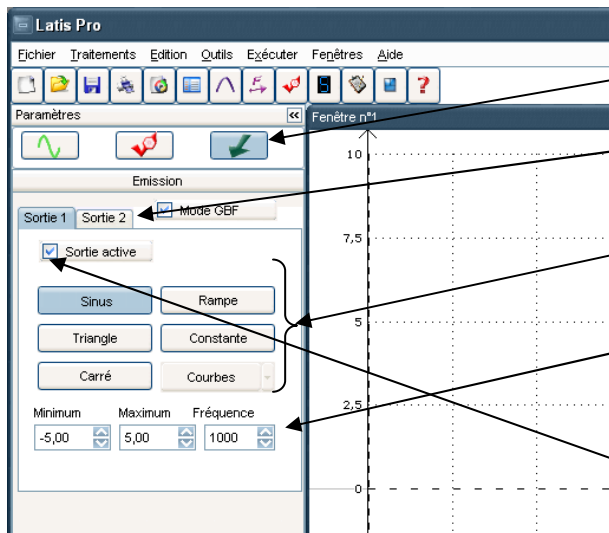 Latis Pro
Fichier Traitements Edition Outils Exécuter Fenêtres Aide
Paramètres
Fenêtre n°1
Emission
Sortie 1 Sortie 2 Mode GBF
Sortie active
Sinus Rampe
Triangle Constante
Carré Courbes
Minimum Maximum Fréquence
-5,00 5,00 1000
10
7,5
5
2,5
0